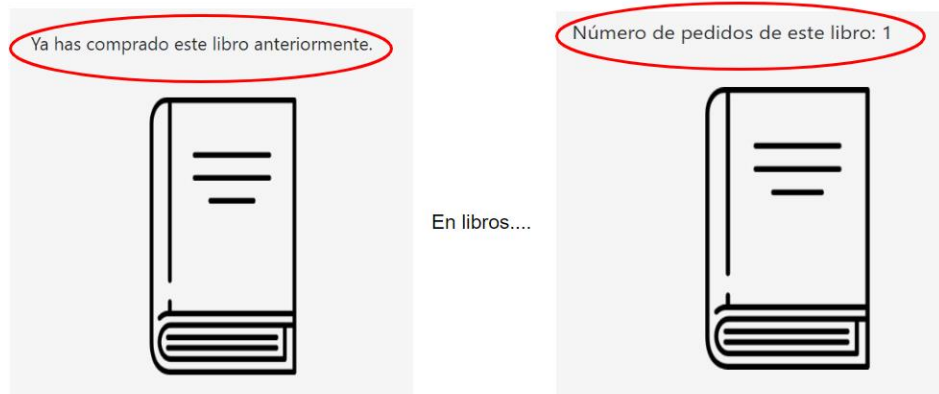 Ya has comprado este libro anteriormente.
Número de pedidos de este libro: 1
En libros....